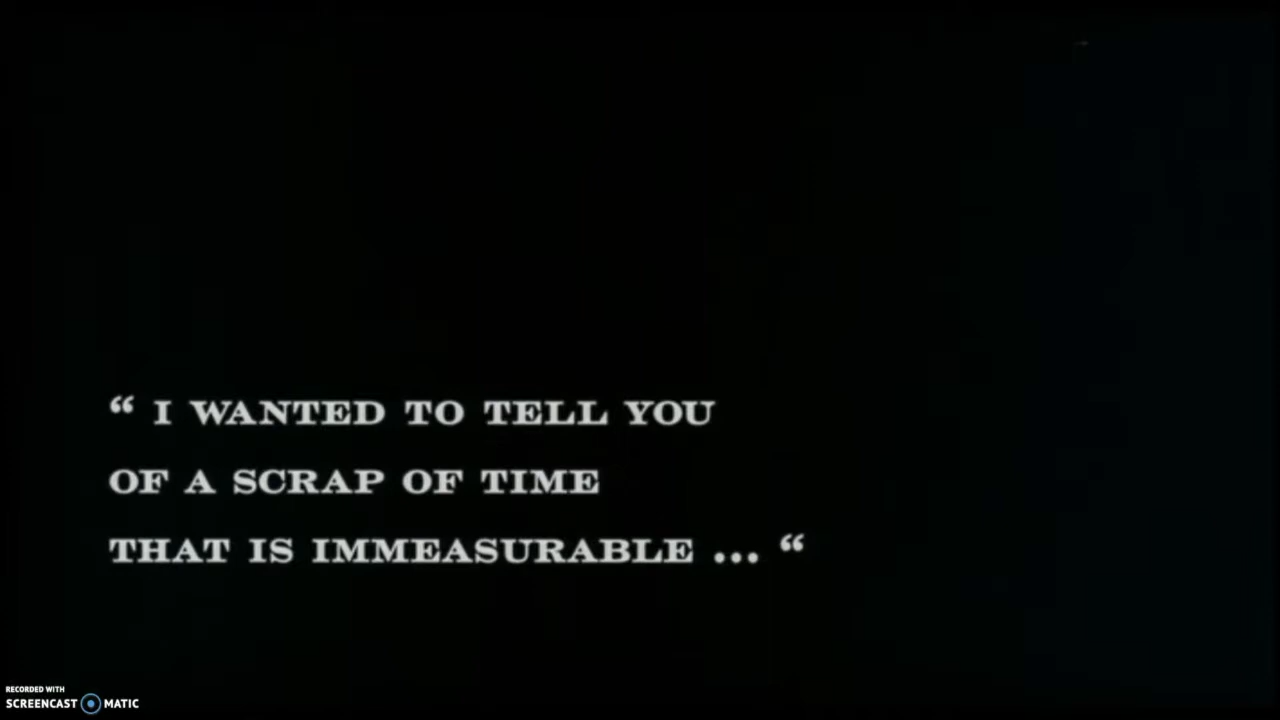 “ I WANTED TO TELL YOU
OF A SCRAP OF TIME
THAT IS IMMEASURABLE ... “
RECORDED WITH
SCREENCAST MATIC